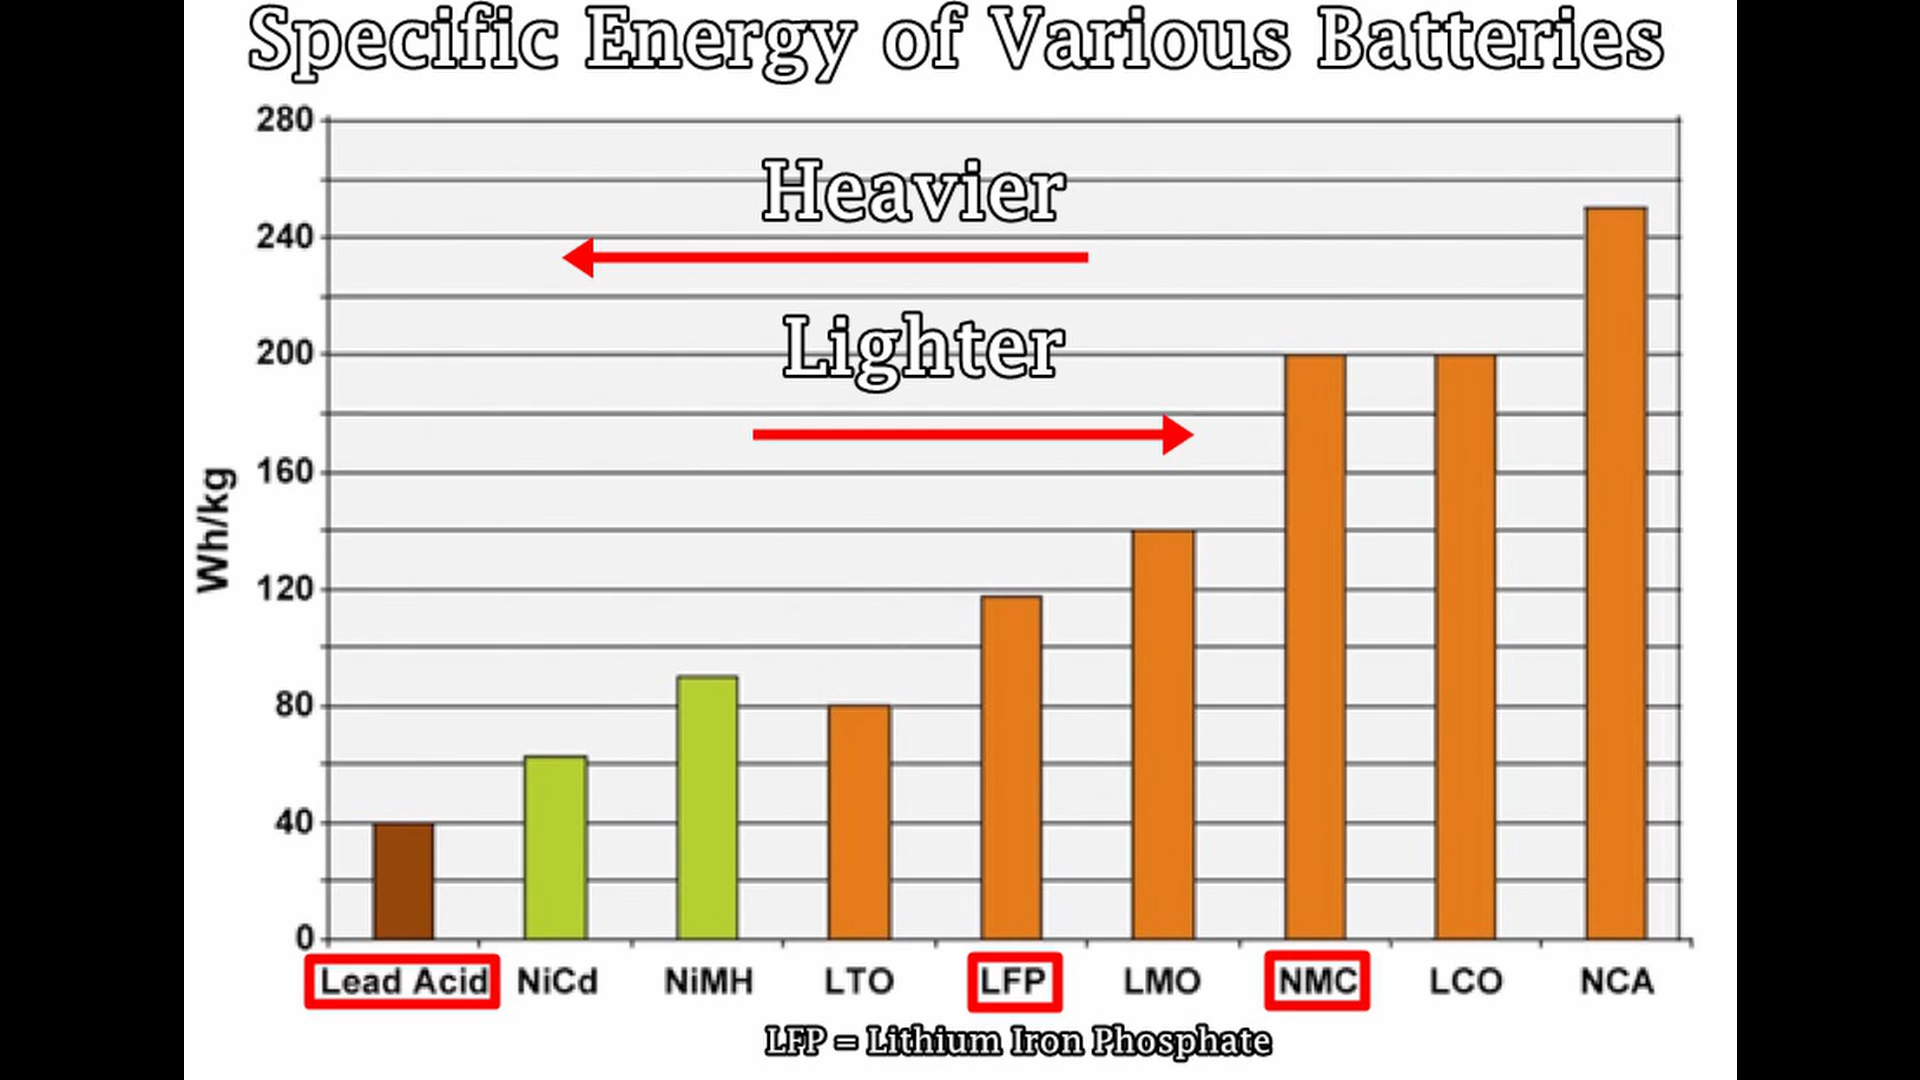 Specific Energy of Various Batteries
280
Heavier
240
Lighter
200
160
Wh/kg
120
80
40
0
Lead Acid NiCd NiMH LTO LFP LMO NMC LCO NCA
LFP = Lithium Iron Phosphate